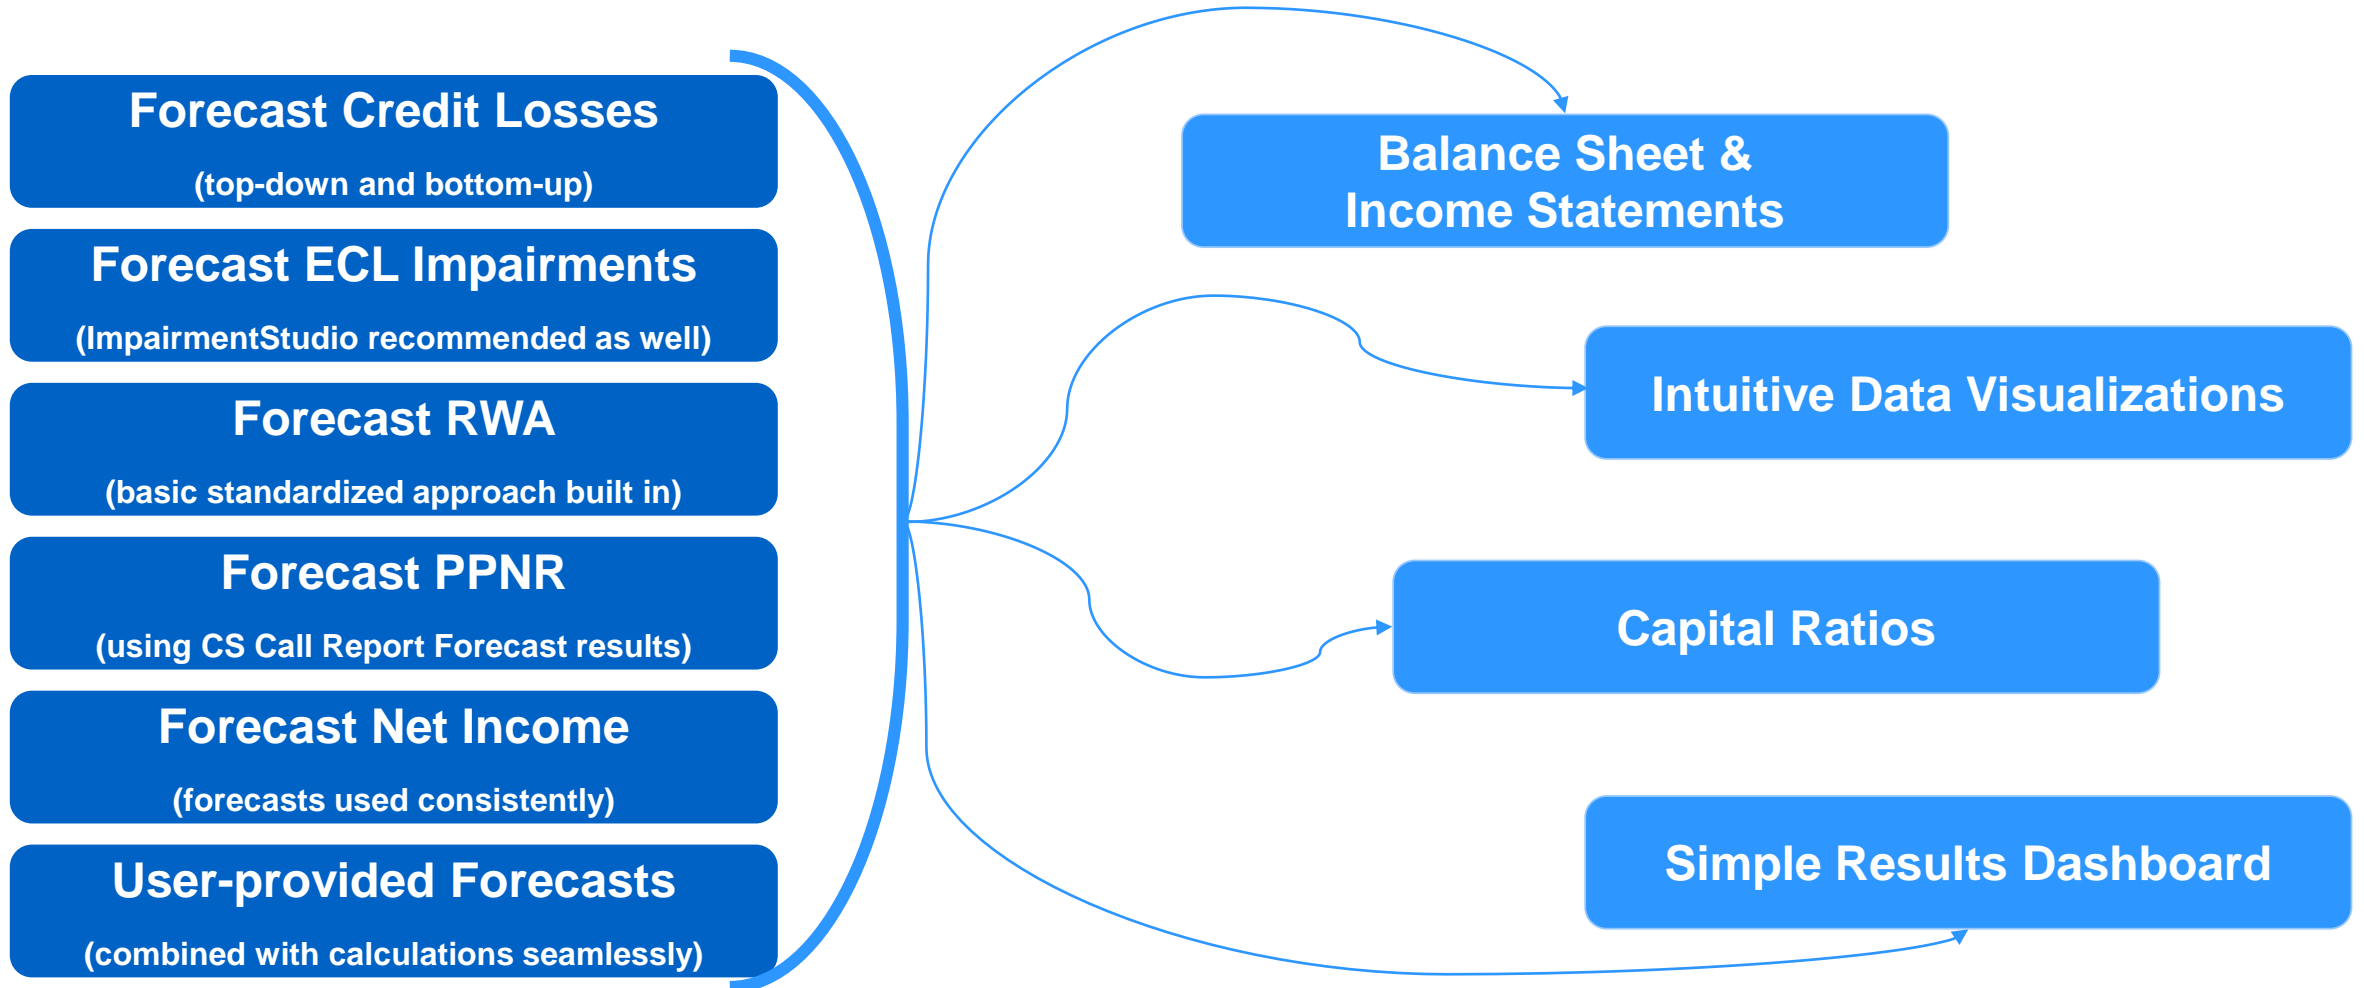 Forecast Credit Losses
(top-down and bottom-up)
Forecast ECL Impairments
(ImpairmentStudio recommended as well)
Forecast RWA
(basic standardized approach built in)
Forecast PPNR
(using CS Call Report Forecast results)
Forecast Net Income
(forecasts used consistently)
User-provided Forecasts
(combined with calculations seamlessly)
Balance Sheet &
Income Statements
Intuitive Data Visualizations
Capital Ratios
Simple Results Dashboard